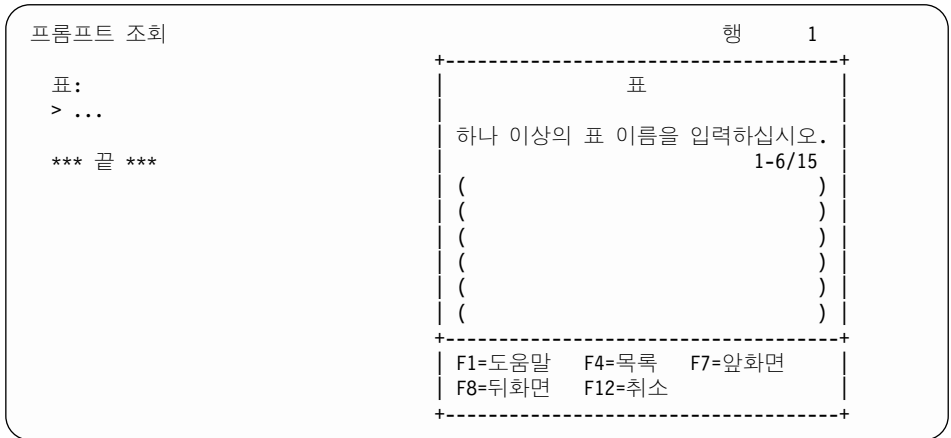 프롬프트 조회 행 1
+-------------------------------------+
표: | 표 |
> ... | |
| 하나 이상의 표 이름을 입력하십시오. |
*** 끝 *** | 1-6/15 |
| ( ) |
| ( ) |
| ( ) |
| ( ) |
| ( ) |
| ( ) |
+-------------------------------------+
| F1=도움말 F4=목록 F7=앞화면 |
| F8=뒤화면 F12=취소 |
+-------------------------------------+